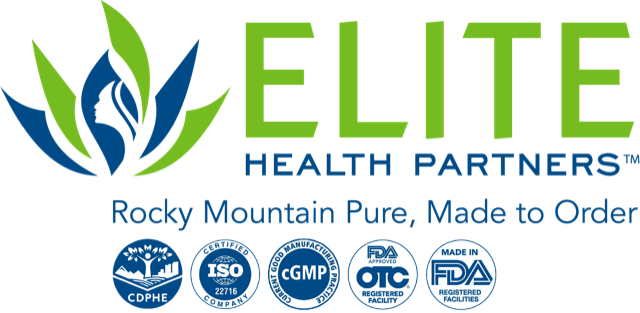 ELITE
HEALTH PARTNERS™
Rocky Mountain Pure, Made to Order
CDPHE
CERTIFIED
ISO
22716
COMPANY
CURRENT GOOD MANUFACTURING PRACTICE
cGMP
FDA
APPROVED
OTC®
REGISTERED
FACILITY
MADE IN
FDA
REGISTERED
FACILITIES